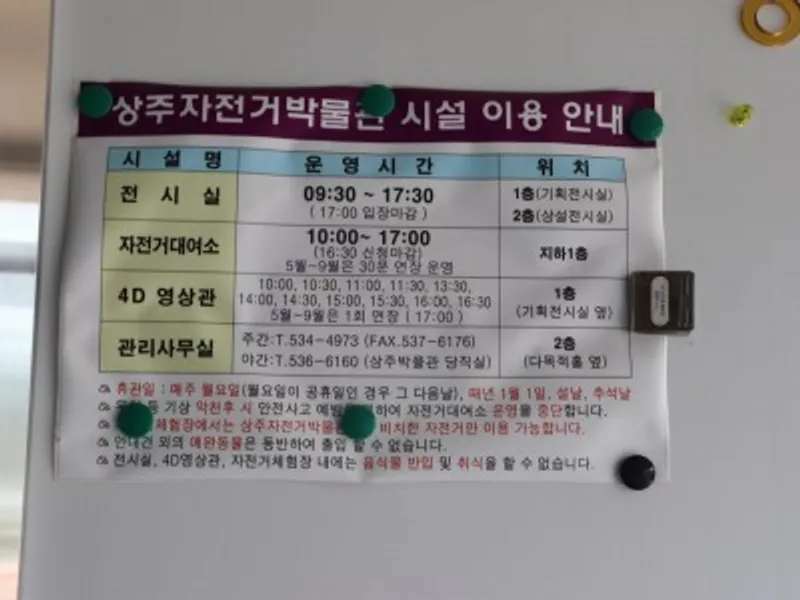 상주자전거박물관 시설 이용 안내
시 설 명 운 영 시 간 위 치
전 시 실 09:30 ~ 17:30 1층(기획전시실)
( 17:00 입장마감 ) 2층(상설전시실)
자전거대여소 10:00~ 17:00 지하1층
(16:30 신청마감)
5월~9월은 30분 연장 운영
4D 영상관 10:00, 10:30, 11:00, 11:30, 13:30, 1층
14:00, 14:30, 15:00, 15:30, 16:00, 16:30 (기획전시실 옆)
5월~9월은 1회 연장 ( 17:00 )
관리사무실 주간:T.534-4973 (FAX.537-6176) 2층
야간:T.536-6160 (상주박물관 당직실) (다목적홀 옆)
휴관일 : 매주 월요일(월요일이 공휴일인 경우 그 다음날), 매년 1월 1일, 설날, 추석날
등 기상 악천후 시 안전사고 예방 하여 자전거대여소 운영을 중단합니다.
체험장에서는 상주자전거박물관 비치한 자전거만 이용 가능합니다.
안내견 외의 애완동물은 동반하여 출입 할 수 없습니다.
전시실, 4D영상관, 자전거체험장 내에는 음식물 반입 및 취식을 할 수 없습니다.